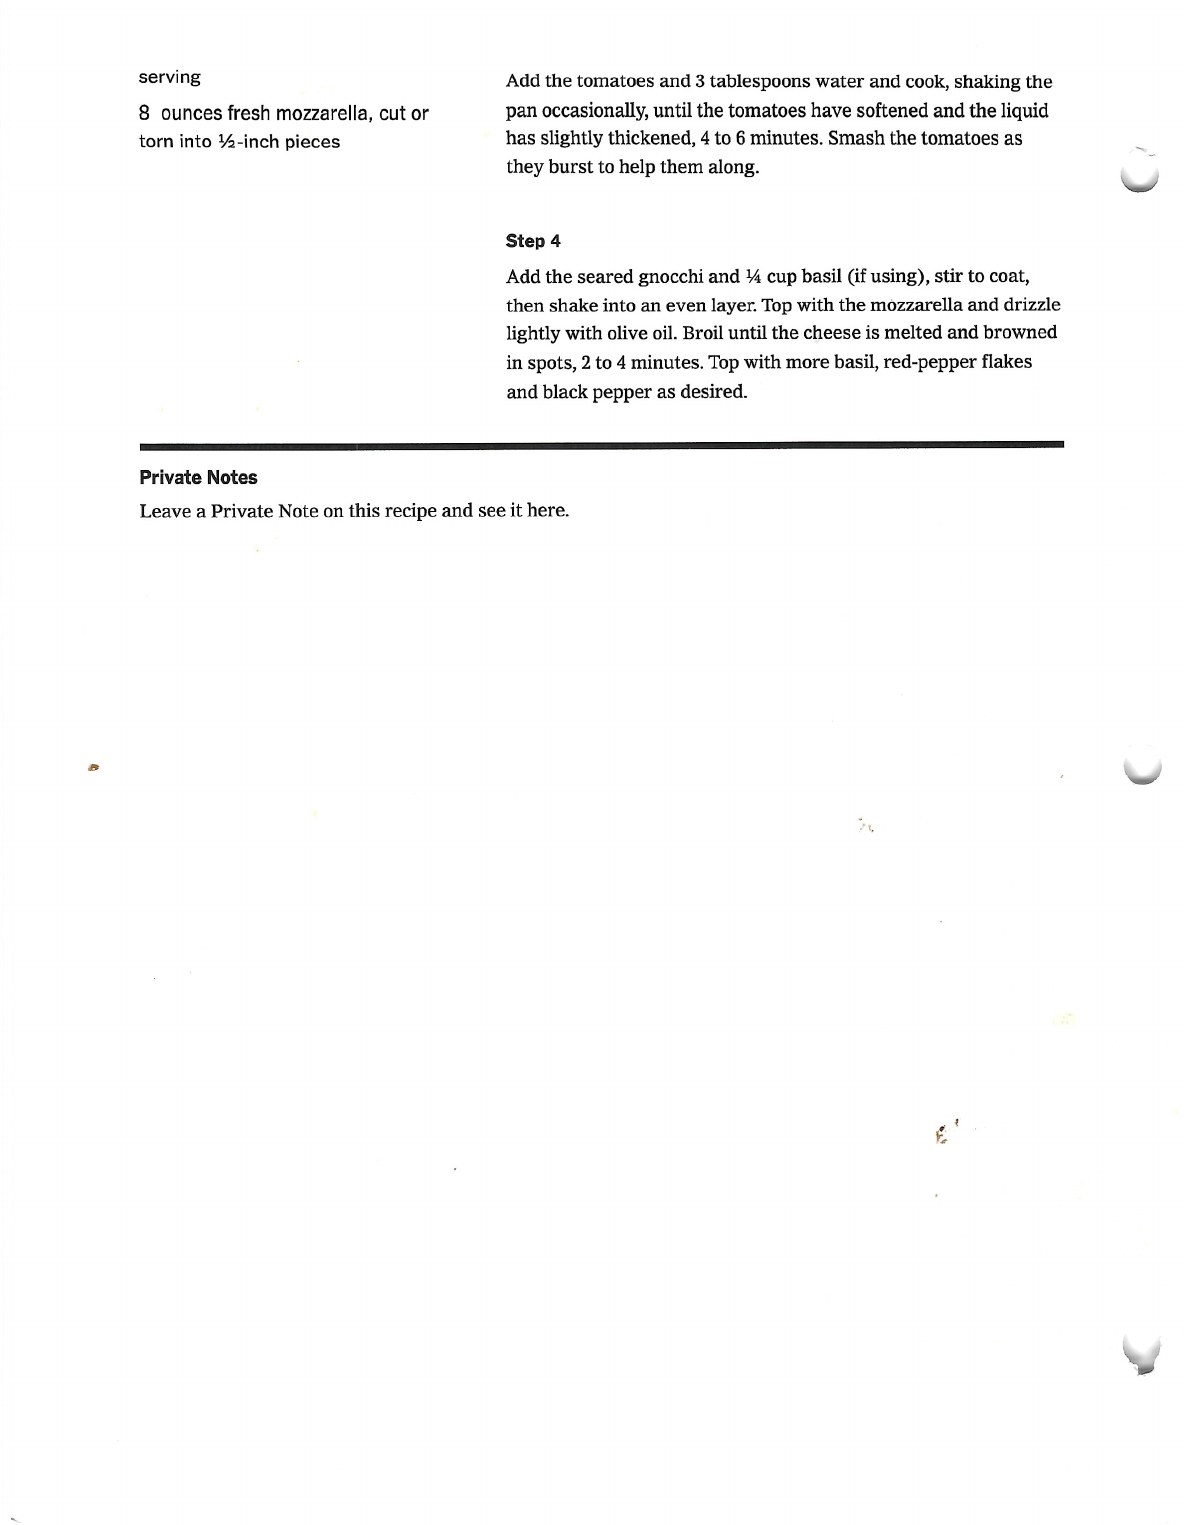 serving
8 ounces fresh mozzarella, cut or
torn into ½-inch pieces
Add the tomatoes and 3 tablespoons water and cook, shaking the
pan occasionally, until the tomatoes have softened and the liquid
has slightly thickened, 4 to 6 minutes. Smash the tomatoes as
they burst to help them along.
Step 4
Add the seared gnocchi and ¼ cup basil (if using), stir to coat,
then shake into an even layer. Top with the mozzarella and drizzle
lightly with olive oil. Broil until the cheese is melted and browned
in spots, 2 to 4 minutes. Top with more basil, red-pepper flakes
and black pepper as desired.
Private Notes
Leave a Private Note on this recipe and see it here.